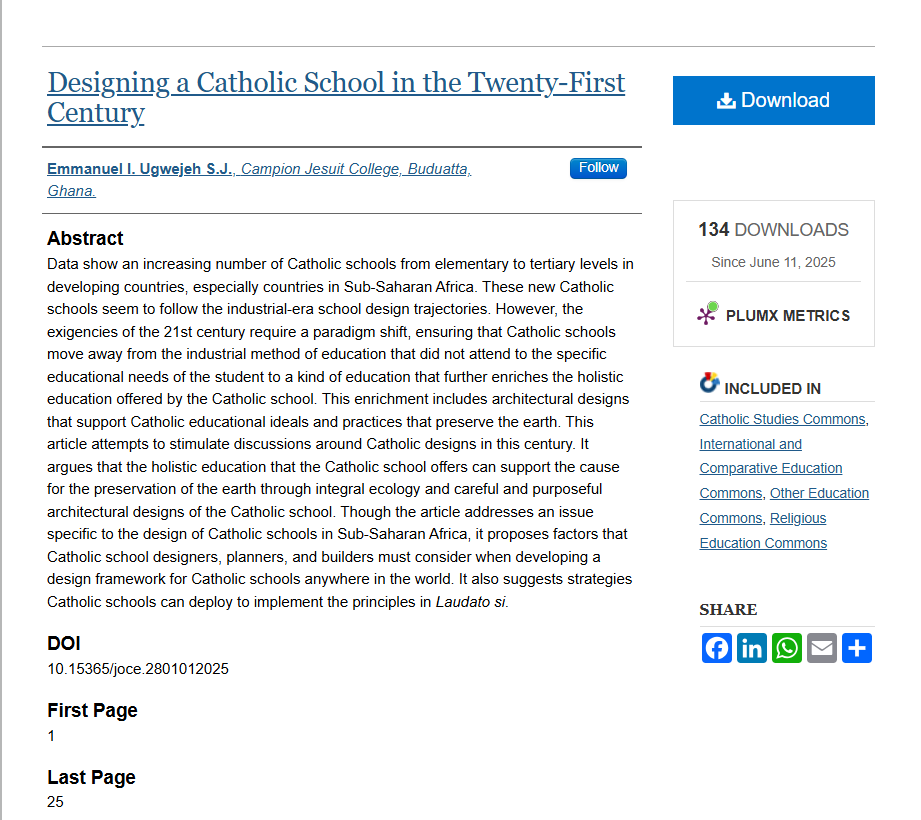 Designing a Catholic School in the Twenty-First
Century
Emmanuel I. Ugwejeh S.J., Campion Jesuit College, Buduatta,
Ghana.
Follow
Abstract
Data show an increasing number of Catholic schools from elementary to tertiary levels in
developing countries, especially countries in Sub-Saharan Africa. These new Catholic
schools seem to follow the industrial-era school design trajectories. However, the
exigencies of the 21st century require a paradigm shift, ensuring that Catholic schools
move away from the industrial method of education that did not attend to the specific
educational needs of the student to a kind of education that further enriches the holistic
education offered by the Catholic school. This enrichment includes architectural designs
that support Catholic educational ideals and practices that preserve the earth. This
article attempts to stimulate discussions around Catholic designs in this century. It
argues that the holistic education that the Catholic school offers can support the cause
for the preservation of the earth through integral ecology and careful and purposeful
architectural designs of the Catholic school. Though the article addresses an issue
specific to the design of Catholic schools in Sub-Saharan Africa, it proposes factors that
Catholic school designers, planners, and builders must consider when developing a
design framework for Catholic schools anywhere in the world. It also suggests strategies
Catholic schools can deploy to implement the principles in Laudato si.
DOI
10.15365/joce.2801012025
First Page
1
Last Page
25
Download
134 DOWNLOADS
Since June 11, 2025
PLUMX METRICS
INCLUDED IN
Catholic Studies Commons,
International and
Comparative Education
Commons, Other Education
Commons, Religious
Education Commons
SHARE